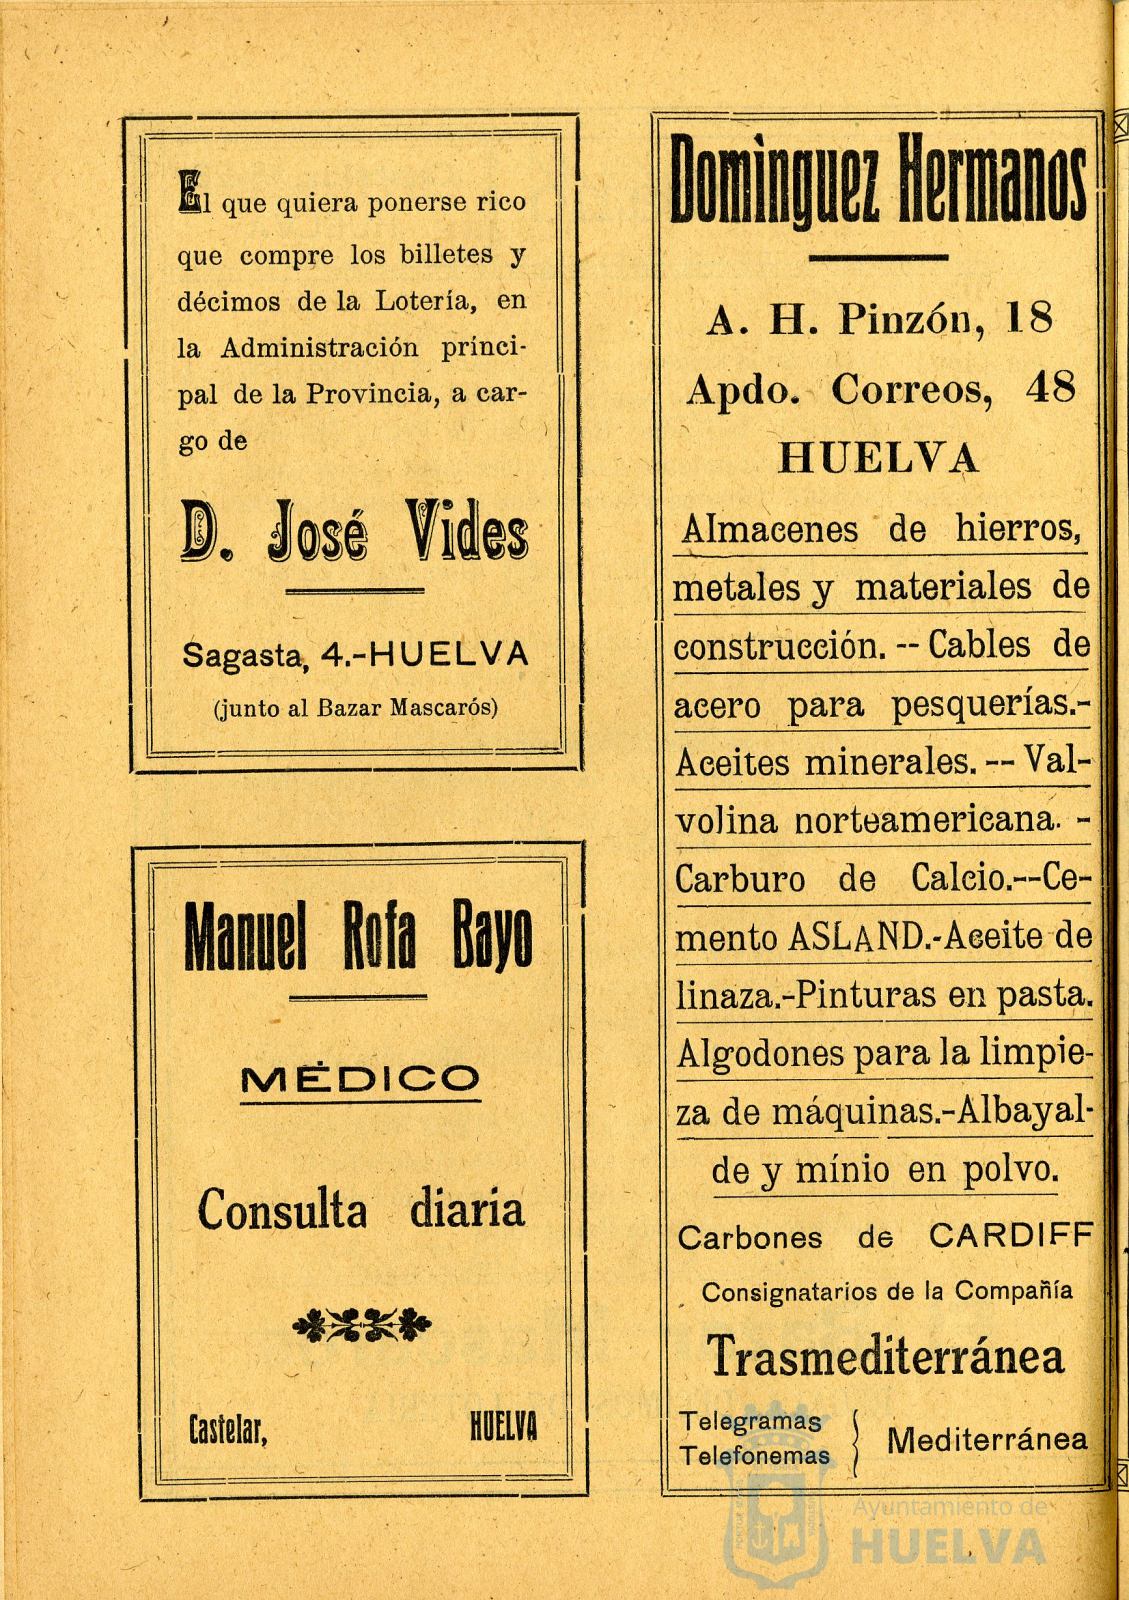 El que quiera ponerse rico
que compre los billetes y
décimos de la Lotería, en
la Administración princi-
pal de la Provincia, a car-
go de
D. José Vides
Sagasta, 4.-HUELVA
(junto al Bazar Mascarós)
Manuel Rofa Bayo
MÉDICO
Consulta diaria
Castelar, HUELVA
Domínguez Hermanos
A. H. Pinzón, 18
Apdo. Correos, 48
HUELVA
Almacenes de hierros,
metales y materiales de
construcción. -- Cables de
acero para pesquerías.-
Aceites minerales. -- Val-
volina norteamericana. -
Carburo de Calcio.--Ce-
mento ASLAND.-Aceite de
linaza.-Pinturas en pasta.
Algodones para la limpie-
za de máquinas.-Albayal-
de y mínio en polvo.
Carbones de CARDIFF
Consignatarios de la Compañía
Trasmediterránea
Telegramas
Telefonemas } Mediterránea
Ayuntamiento de
HUELVA